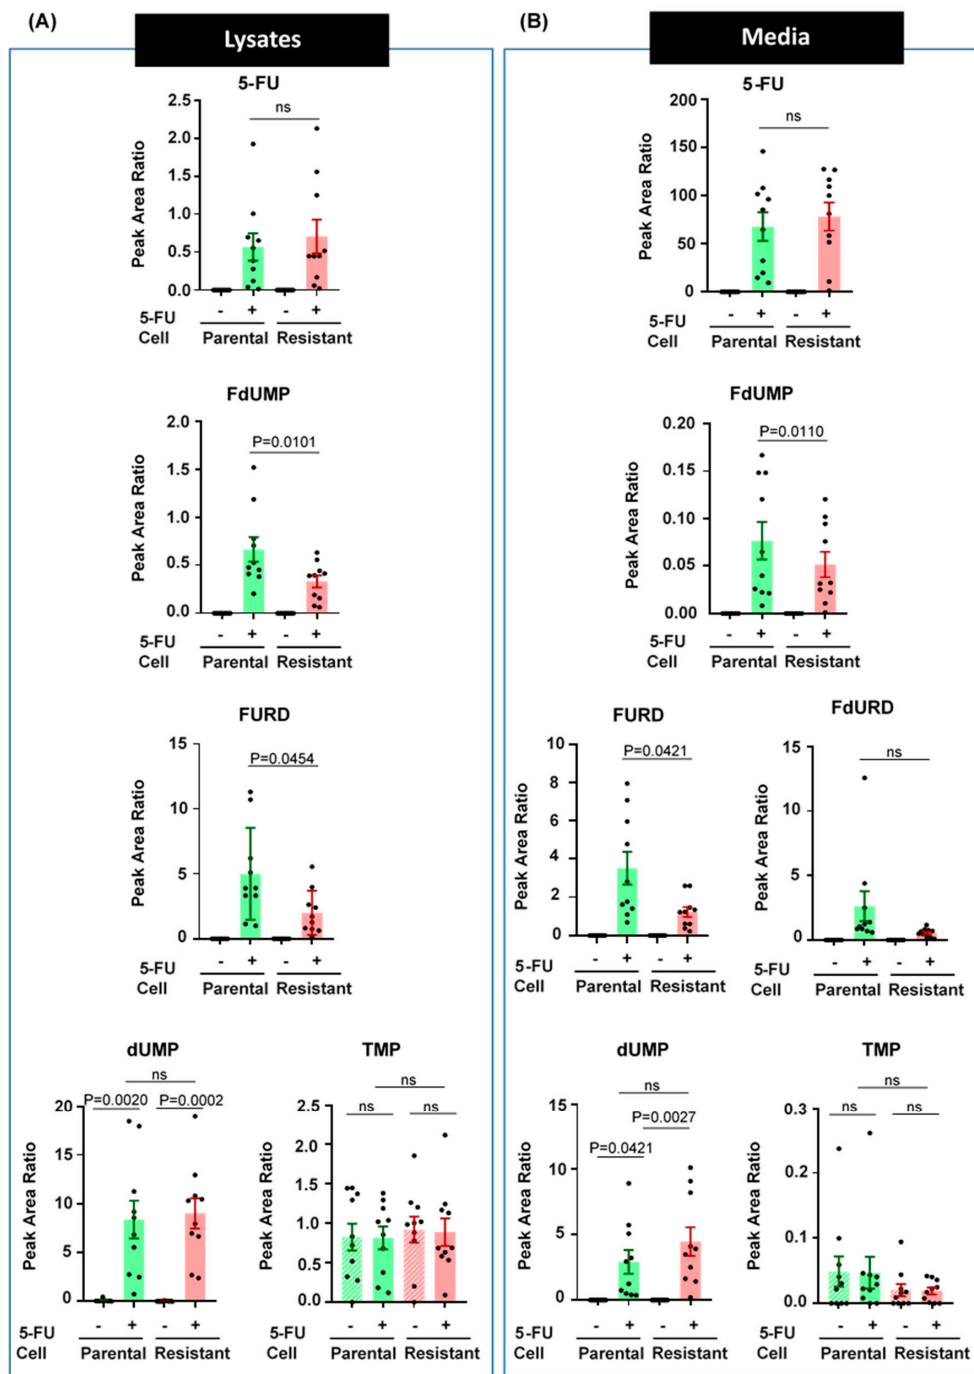 (A)
Lysates
5-FU
ns
2.5
2.0
1.5
1.0
0.5
0.0
Peak Area Ratio
- + - +
5-FU
Cell Parental Resistant
FdUMP
P=0.0101
2.0
1.5
1.0
0.5
0.0
Peak Area Ratio
- + - +
5-FU
Cell Parental Resistant
FURD
P=0.0454
15
10
5
0
Peak Area Ratio
- + - +
5-FU
Cell Parental Resistant
dUMP
ns
P=0.0020 P=0.0002
20
15
10
5
0
Peak Area Ratio
- + - +
5-FU
Cell Parental Resistant
TMP
ns
ns ns
2.5
2.0
1.5
1.0
0.5
0.0
Peak Area Ratio
- + - +
5-FU
Cell Parental Resistant
(B)
Media
5-FU
ns
200
150
100
50
0
Peak Area Ratio
- + - +
5-FU
Cell Parental Resistant
FdUMP
P=0.0110
0.20
0.15
0.10
0.05
0.00
Peak Area Ratio
- + - +
5-FU
Cell Parental Resistant
FURD
P=0.0421
10
8
6
4
2
0
Peak Area Ratio
- + - +
5-FU
Cell Parental Resistant
FdURD
ns
15
10
5
0
Peak Area Ratio
- + - +
5-FU
Cell Parental Resistant
dUMP
ns
P=0.0027
P=0.0421
15
10
5
0
Peak Area Ratio
- + - +
5-FU
Cell Parental Resistant
TMP
ns
ns ns
0.3
0.2
0.1
0.0
Peak Area Ratio
- + - +
5-FU
Cell Parental Resistant